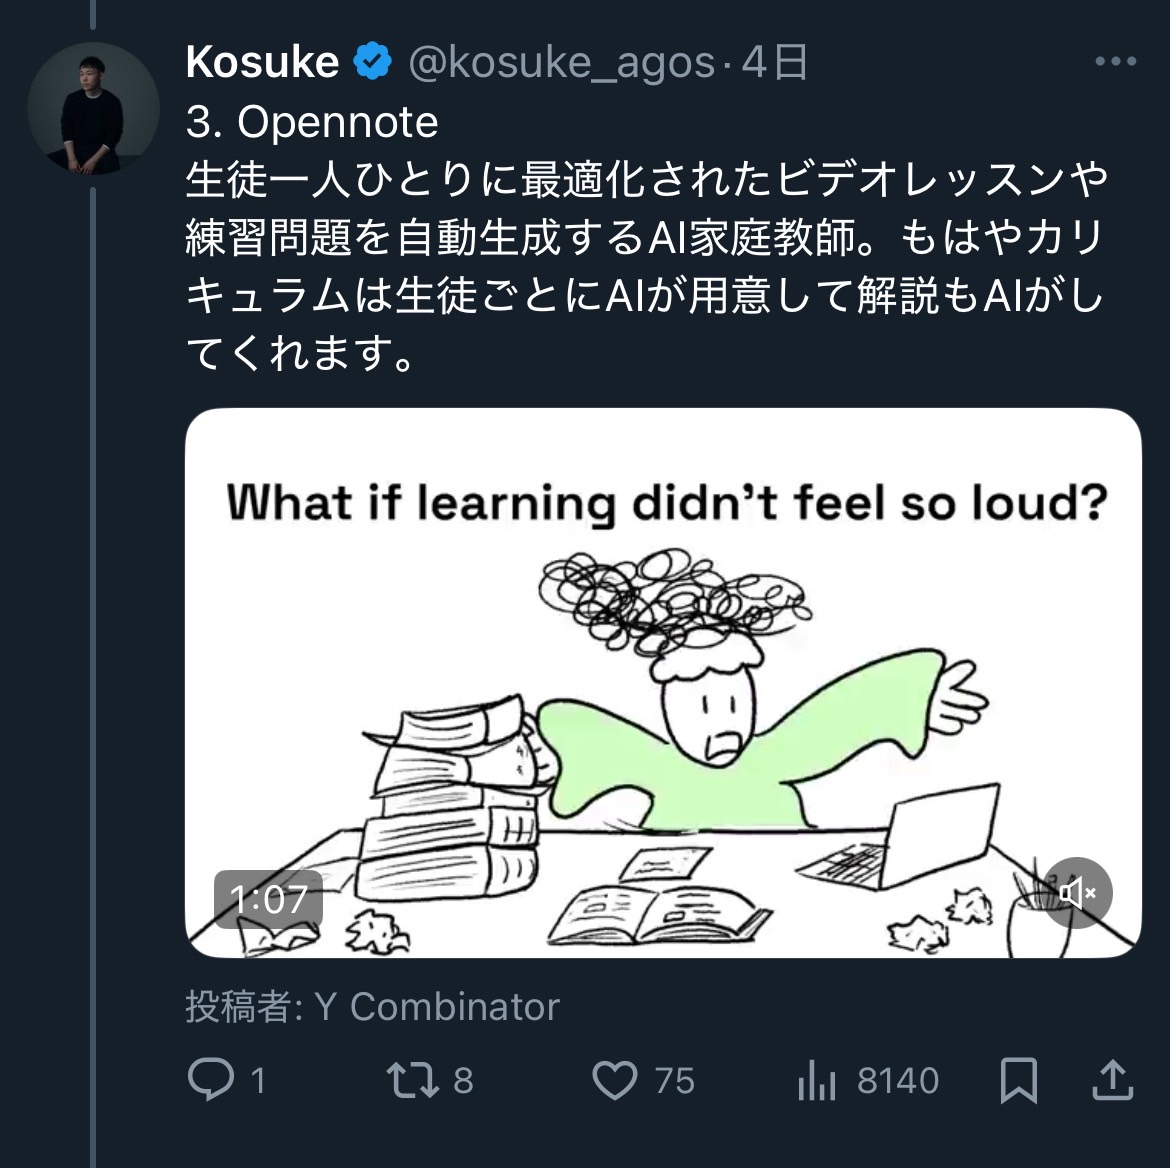 Kosuke @kosuke_agos · 4日
3. Opennote
生徒一人ひとりに最適化されたビデオレッスンや
練習問題を自動生成するAI家庭教師。もはやカリ
キュラムは生徒ごとにAIが用意して解説もAIがし
てくれます。
What if learning didn't feel so loud?
1:07
投稿者: Y Combinator
1 8 75 8140